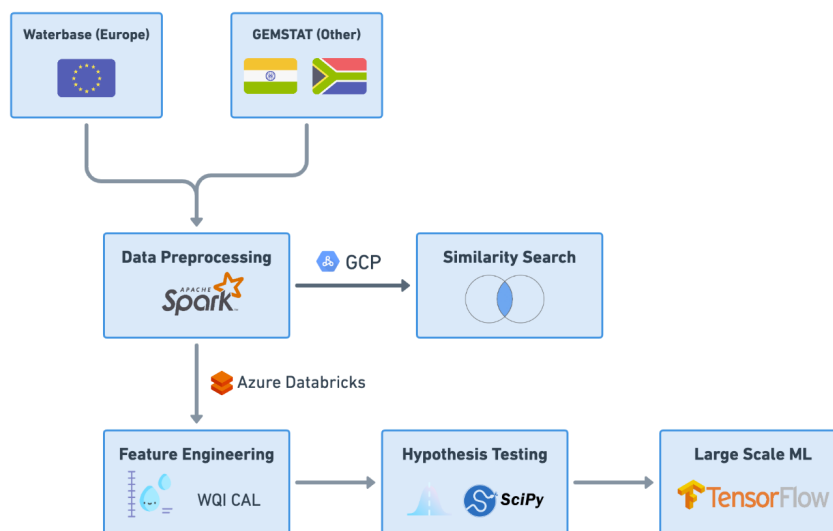 Waterbase (Europe)
GEMSTAT (Other)
Data Preprocessing
APACHE
Spark™
GCP
Similarity Search
Azure Databricks
Feature Engineering
WQI CAL
Hypothesis Testing
SciPy
Large Scale ML
TensorFlow